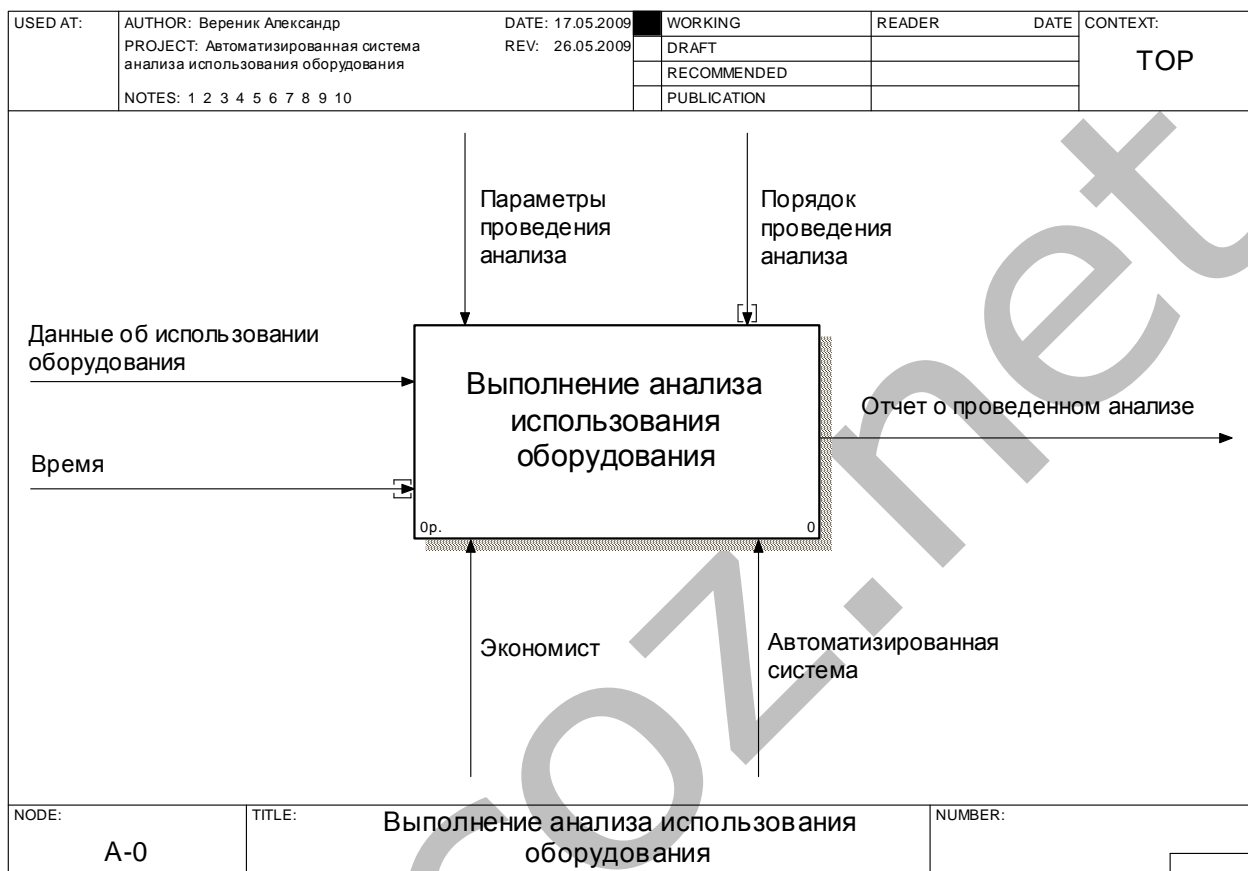 USED AT:
AUTHOR: Вереник Александр
DATE: 17.05.2009
PROJECT: Автоматизированная система
анализа использования оборудования
REV: 26.05.2009
NOTES: 1 2 3 4 5 6 7 8 9 10
WORKING
DRAFT
RECOMMENDED
PUBLICATION
READER DATE
CONTEXT:
TOP
Параметры
проведения
анализа
Порядок
проведения
анализа
Данные об использовании
оборудования
Время
Выполнение анализа
использования
оборудования
0р.
0
Отчет о проведенном анализе
Экономист
Автоматизированная
система
NODE:
A-0
TITLE:
Выполнение анализа использования
оборудования
NUMBER:
oz.net